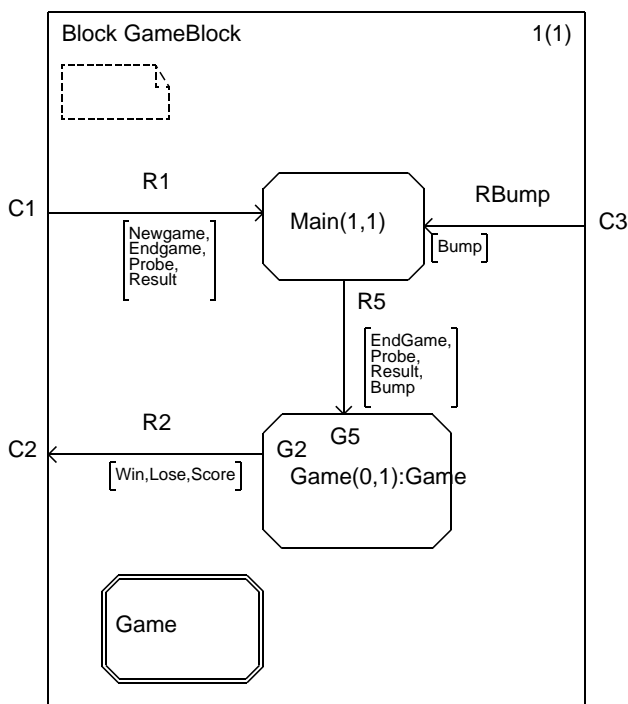 Block GameBlock 1(1)
R1
C1
Main(1,1)
RBump
C3
[Newgame,
Endgame,
Probe,
Result]
[Bump]
R5
[EndGame,
Probe,
Result,
Bump]
R2
C2
G2
G5
[Win,Lose,Score]
Game(0,1):Game
Game